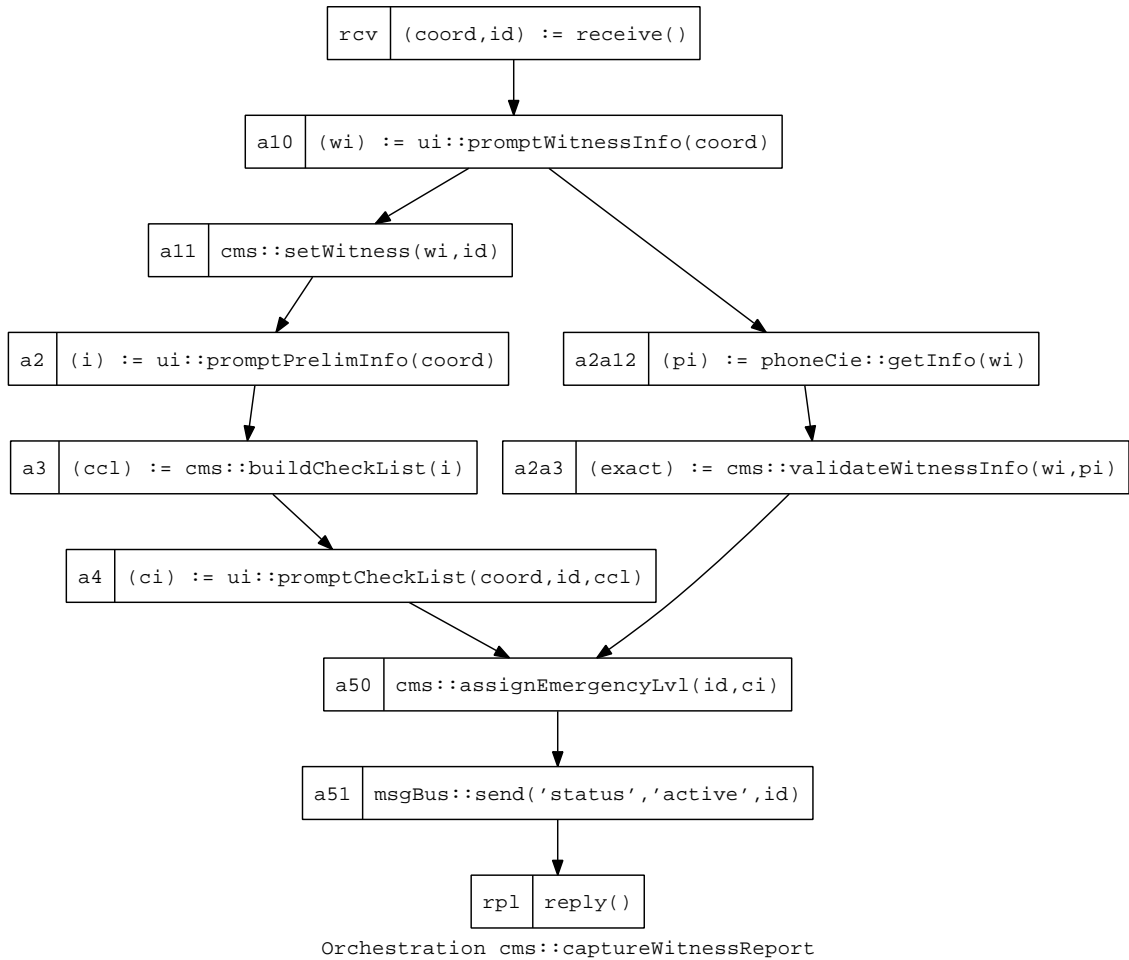 rcv (coord,id) := receive()
a10 (wi) := ui::promptWitnessInfo(coord)
a11 cms::setWitness(wi,id)
a2 (i) := ui::promptPrelimInfo(coord)
a2a12 (pi) := phoneCie::getInfo(wi)
a3 (ccl) := cms::buildCheckList(i)
a2a3 (exact) := cms::validateWitnessInfo(wi,pi)
a4 (ci) := ui::promptCheckList(coord,id,ccl)
a50 cms::assignEmergencyLvl(id,ci)
a51 msgBus::send(’status’,’active’,id)
rpl reply()
Orchestration cms::captureWitnessReport